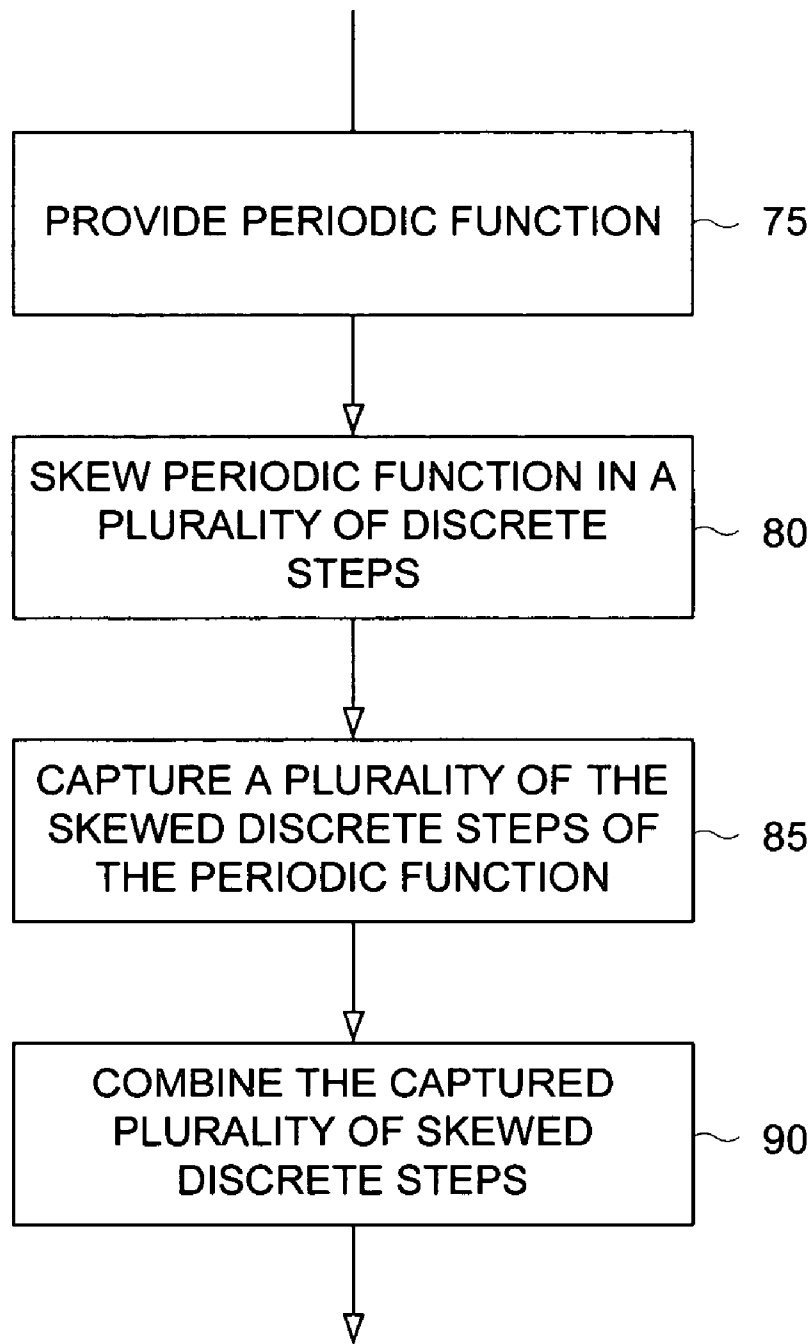 PROVIDE PERIODIC FUNCTION
75
SKEW PERIODIC FUNCTION IN A
PLURALITY OF DISCRETE
STEPS
80
CAPTURE A PLURALITY OF THE
SKEWED DISCRETE STEPS OF
THE PERIODIC FUNCTION
85
COMBINE THE CAPTURED
PLURALITY OF SKEWED
DISCRETE STEPS
90